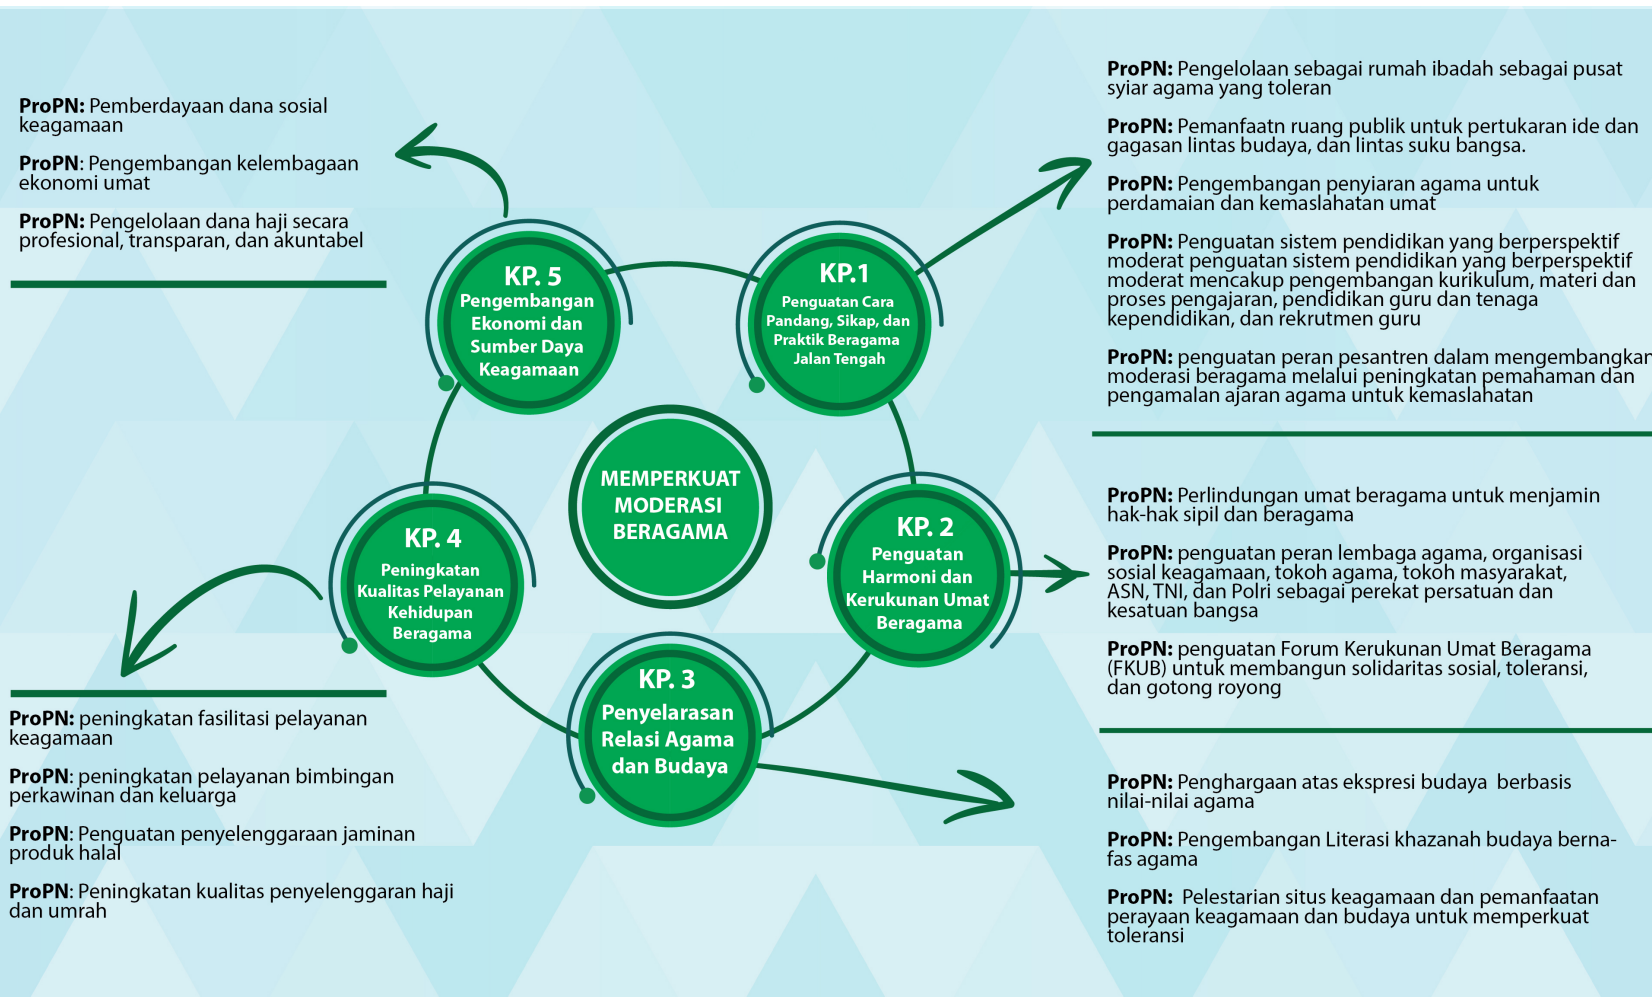 ProPN: Pemberdayaan dana sosial
keagamaan
ProPN: Pengembangan kelembagaan
ekonomi umat
ProPN: Pengelolaan dana haji secara
profesional, transparan, dan akuntabel
KP. 5
Pengembangan
Ekonomi dan
Sumber Daya
Keagamaan
KP.1
Penguatan Cara
Pandang, Sikap, dan
Praktik Beragama
Jalan Tengah
ProPN: Pengelolaan sebagai rumah ibadah sebagai pusat
syiar agama yang toleran
ProPN: Pemanfaatn ruang publik untuk pertukaran ide dan
gagasan lintas budaya, dan lintas suku bangsa.
ProPN: Pengembangan penyiaran agama untuk
perdamaian dan kemaslahatan umat
ProPN: Penguatan sistem pendidikan yang berperspektif
moderat penguatan sistem pendidikan yang berperspektif
moderat mencakup pengembangan kurikulum, materi dan
proses pengajaran, pendidikan guru dan tenaga
kependidikan, dan rekrutmen guru
ProPN: penguatan peran pesantren dalam mengembangkan
moderasi beragama melalui peningkatan pemahaman dan
pengamalan ajaran agama untuk kemaslahatan
MEMPERKUAT
MODERASI
BERAGAMA
KP. 4
Peningkatan
Kualitas Pelayanan
Kehidupan
Beragama
KP. 2
Penguatan
Harmoni dan
Kerukunan Umat
Beragama
ProPN: Perlindungan umat beragama untuk menjamin
hak-hak sipil dan beragama
ProPN: penguatan peran lembaga agama, organisasi
sosial keagamaan, tokoh agama, tokoh masyarakat,
ASN, TNI, dan Polri sebagai perekat persatuan dan
kesatuan bangsa
ProPN: penguatan Forum Kerukunan Umat Beragama
(FKUB) untuk membangun solidaritas sosial, toleransi,
dan gotong royong
KP. 3
Penyelarasan
Relasi Agama
dan Budaya
ProPN: peningkatan fasilitasi pelayanan
keagamaan
ProPN: peningkatan pelayanan bimbingan
perkawinan dan keluarga
ProPN: Penguatan penyelenggaraan jaminan
produk halal
ProPN: Peningkatan kualitas penyelenggaran haji
dan umrah
ProPN: Penghargaan atas ekspresi budaya berbasis
nilai-nilai agama
ProPN: Pengembangan Literasi khazanah budaya berna-
fas agama
ProPN: Pelestarian situs keagamaan dan pemanfaatan
perayaan keagamaan dan budaya untuk memperkuat
toleransi